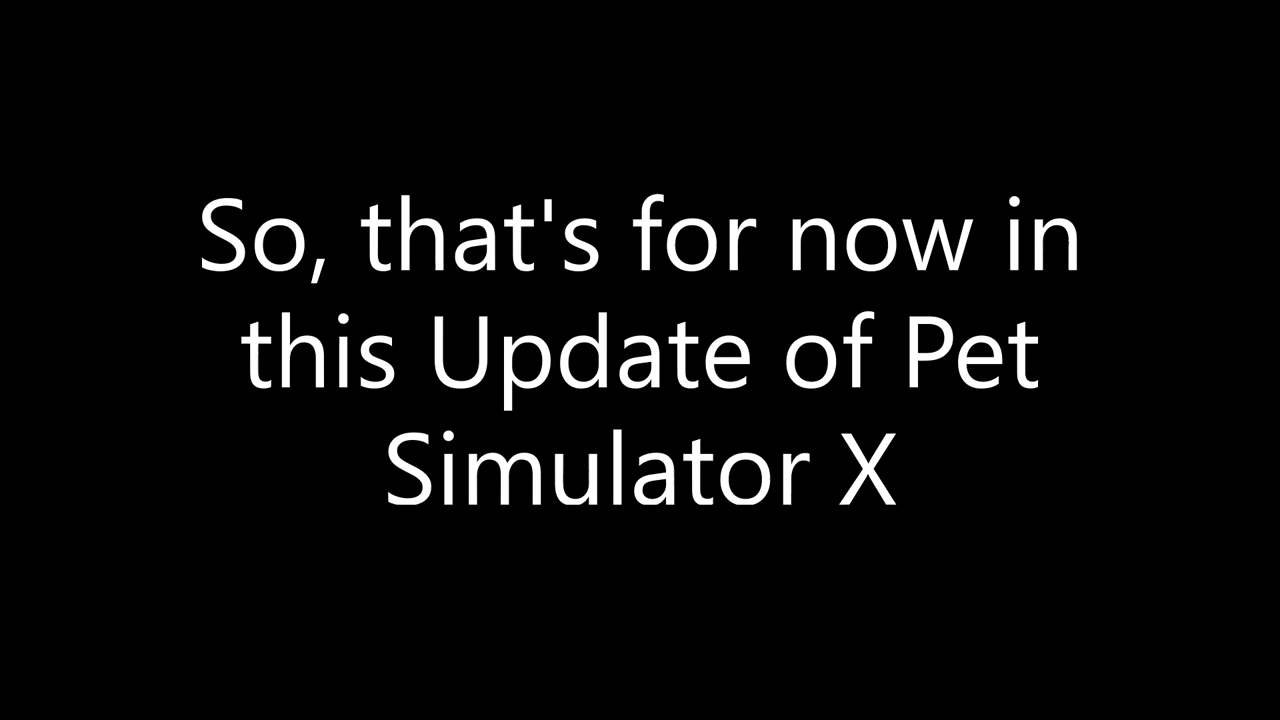 So, that's for now in
this Update of Pet
Simulator X